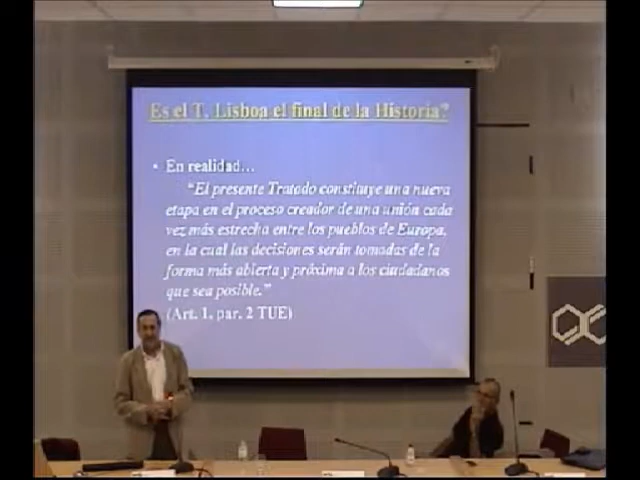 Es el T. Lisboa el final de la Historia?
• En realidad…
“El presente Tratado constituye una nueva
etapa en el proceso creador de una unión cada
vez más estrecha entre los pueblos de Europa,
en la cual las decisiones serán tomadas de la
forma más abierta y próxima a los ciudadanos
que sea posible.”
(Art. 1, par. 2 TUE)